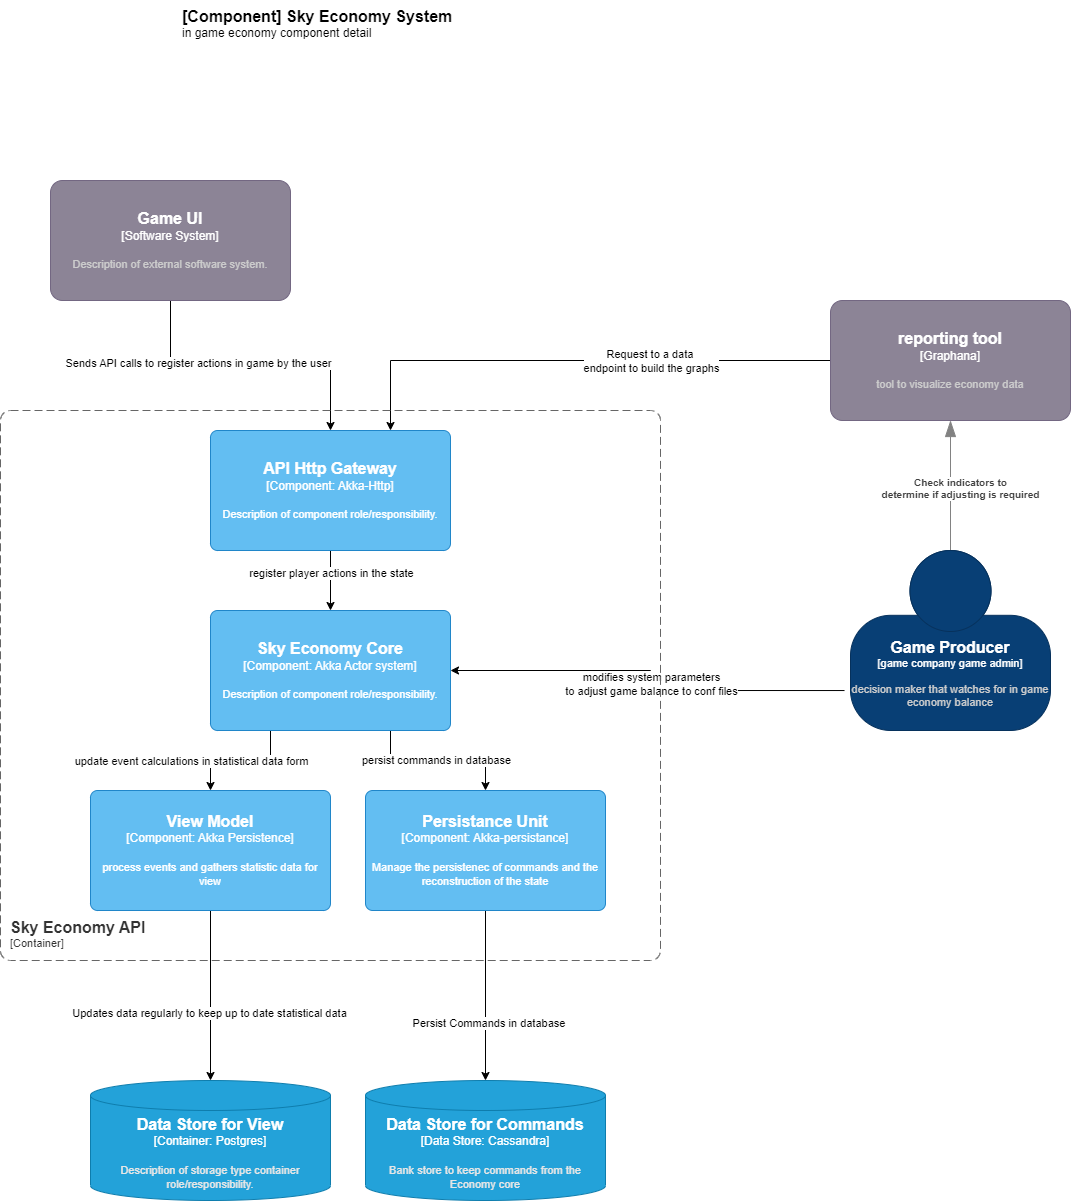 [Component] Sky Economy System
in game economy component detail
Game UI
[Software System]
Description of external software system.
Sends API calls to register actions in game by the user
Request to a data
endpoint to build the graphs
reporting tool
[Graphana]
tool to visualize economy data
API Http Gateway
[Component: Akka-Http]
Description of component role/responsibility.
Check indicators to
determine if adjusting is required
register player actions in the state
Sky Economy Core
[Component: Akka Actor system]
Description of component role/responsibility.
modifies system parameters
to adjust game balance to conf files
Game Producer
[game company game admin]
decision maker that watches for in game
economy balance
update event calculations in statistical data form
persist commands in database
View Model
[Component: Akka Persistence]
process events and gathers statistic data for
view
Persistance Unit
[Component: Akka-persistance]
Manage the persistenec of commands and the
reconstruction of the state
Sky Economy API
[Container]
Updates data regularly to keep up to date statistical data
Persist Commands in database
Data Store for View
[Container: Postgres]
Description of storage type container
role/responsibility.
Data Store for Commands
[Data Store: Cassandra]
Bank store to keep commands from the
Economy core